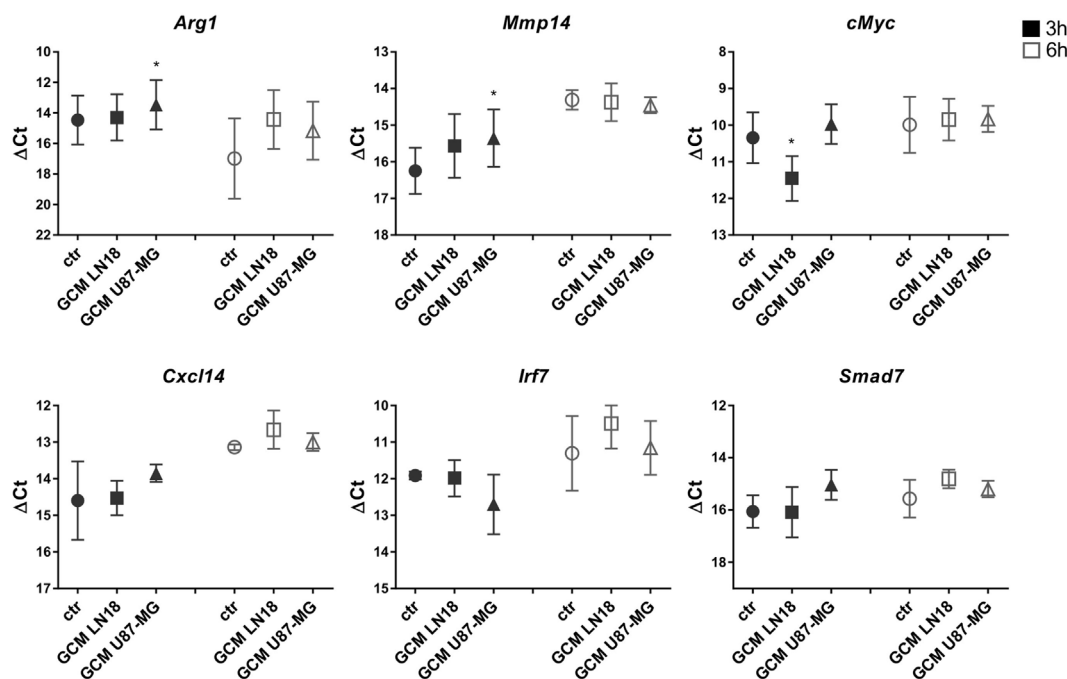 Arg1
Mmp14
cMyc
3h
6h
ΔCt
10
12
14
16
18
20
22
*
ctr
GCM LN18
GCM U87-MG
ctr
GCM LN18
GCM U87-MG
ΔCt
13
14
15
16
17
18
*
ctr
GCM LN18
GCM U87-MG
ctr
GCM LN18
GCM U87-MG
ΔCt
8
9
10
11
12
13
*
ctr
GCM LN18
GCM U87-MG
ctr
GCM LN18
GCM U87-MG
Cxcl14
Irf7
Smad7
ΔCt
12
13
14
15
16
17
ctr
GCM LN18
GCM U87-MG
ctr
GCM LN18
GCM U87-MG
ΔCt
10
11
12
13
14
15
ctr
GCM LN18
GCM U87-MG
ctr
GCM LN18
GCM U87-MG
ΔCt
12
14
16
18
ctr
GCM LN18
GCM U87-MG
ctr
GCM LN18
GCM U87-MG